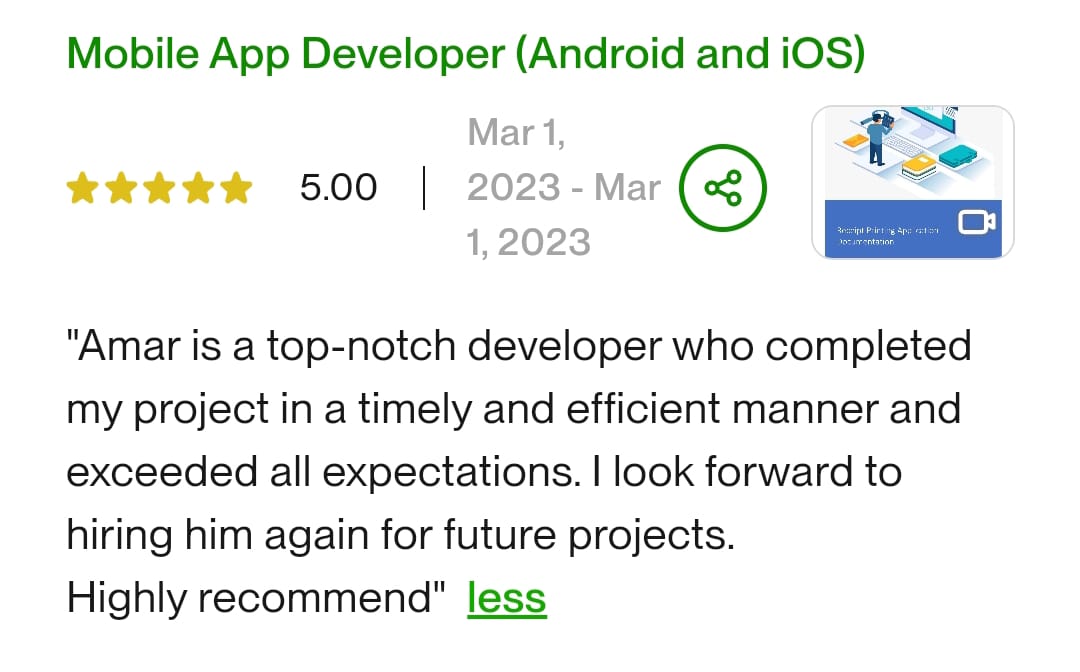 Mobile App Developer (Android and iOS)
Mar 1,
5.00
2023 - Mar
1, 2023
Receipt Printing Application
Documentation
"Amar is a top-notch developer who completed
my project in a timely and efficient manner and
exceeded all expectations. I look forward to
hiring him again for future projects.
Highly recommend" less